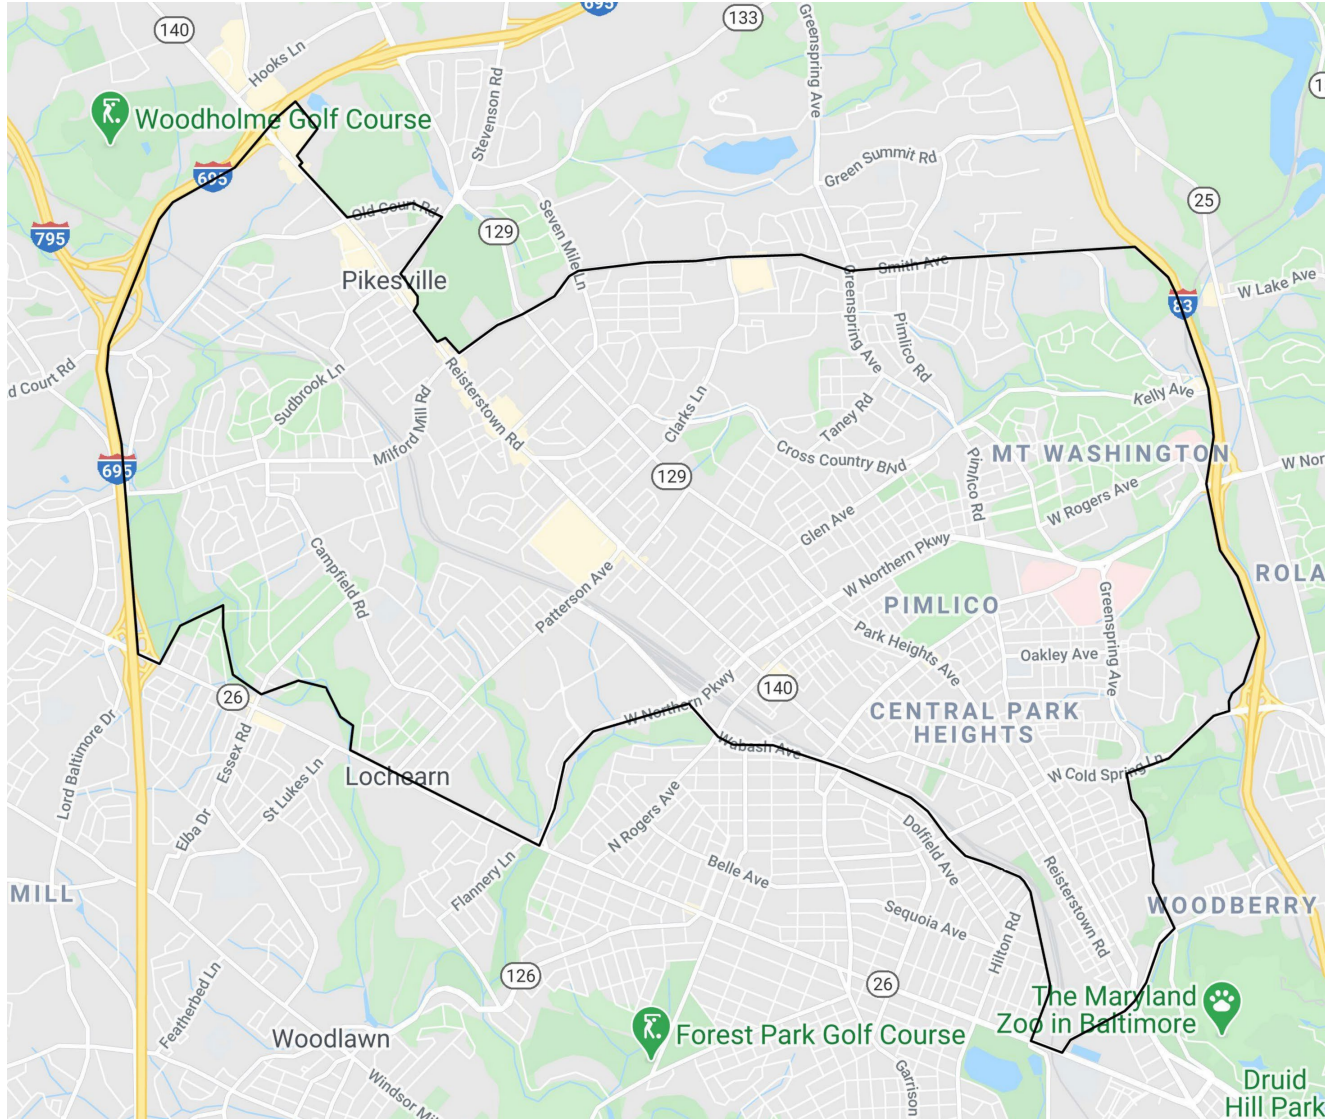 695
133
140
Hooks Ln
Greenspring Ave
Stevenson Rd
Woodholme Golf Course
695
Green Summit Rd
25
Old Court Rd
Seven Mile Ln
129
795
Pikesville
Smith Ave
W Lake Ave
83
Greenspring Ave
Pimlico Rd
d Court Rd
Sudbrook Ln
Reisterstown Rd
Milford Mill Rd
Clarks Ln
Taney Rd
Kelly Ave
Cross Country Blvd
MT WASHINGTON
695
129
Pimlico Rd
W Nor
W Rogers Ave
Glen Ave
W Northern Pkwy
Campfield Rd
Patterson Ave
ROLA
PIMLICO
Greenspring Ave
Park Heights Ave
Oakley Ave
26
140
W Northern Pkwy
CENTRAL PARK
HEIGHTS
Lord Baltimore Dr
Essex Rd
Wabash Ave
W Cold Spring Ln
St Lukes Ln
Lochearn
Elba Dr
N Rogers Ave
Dolfield Ave
Flannery Ln
Belle Ave
Reisterstown Rd
MILL
WOODBERRY
Sequoia Ave
Hilton Rd
126
26
Featherbed Ln
The Maryland
Zoo in Baltimore
Woodlawn
Forest Park Golf Course
Windsor Mi
Garrison
Druid
Hill Park